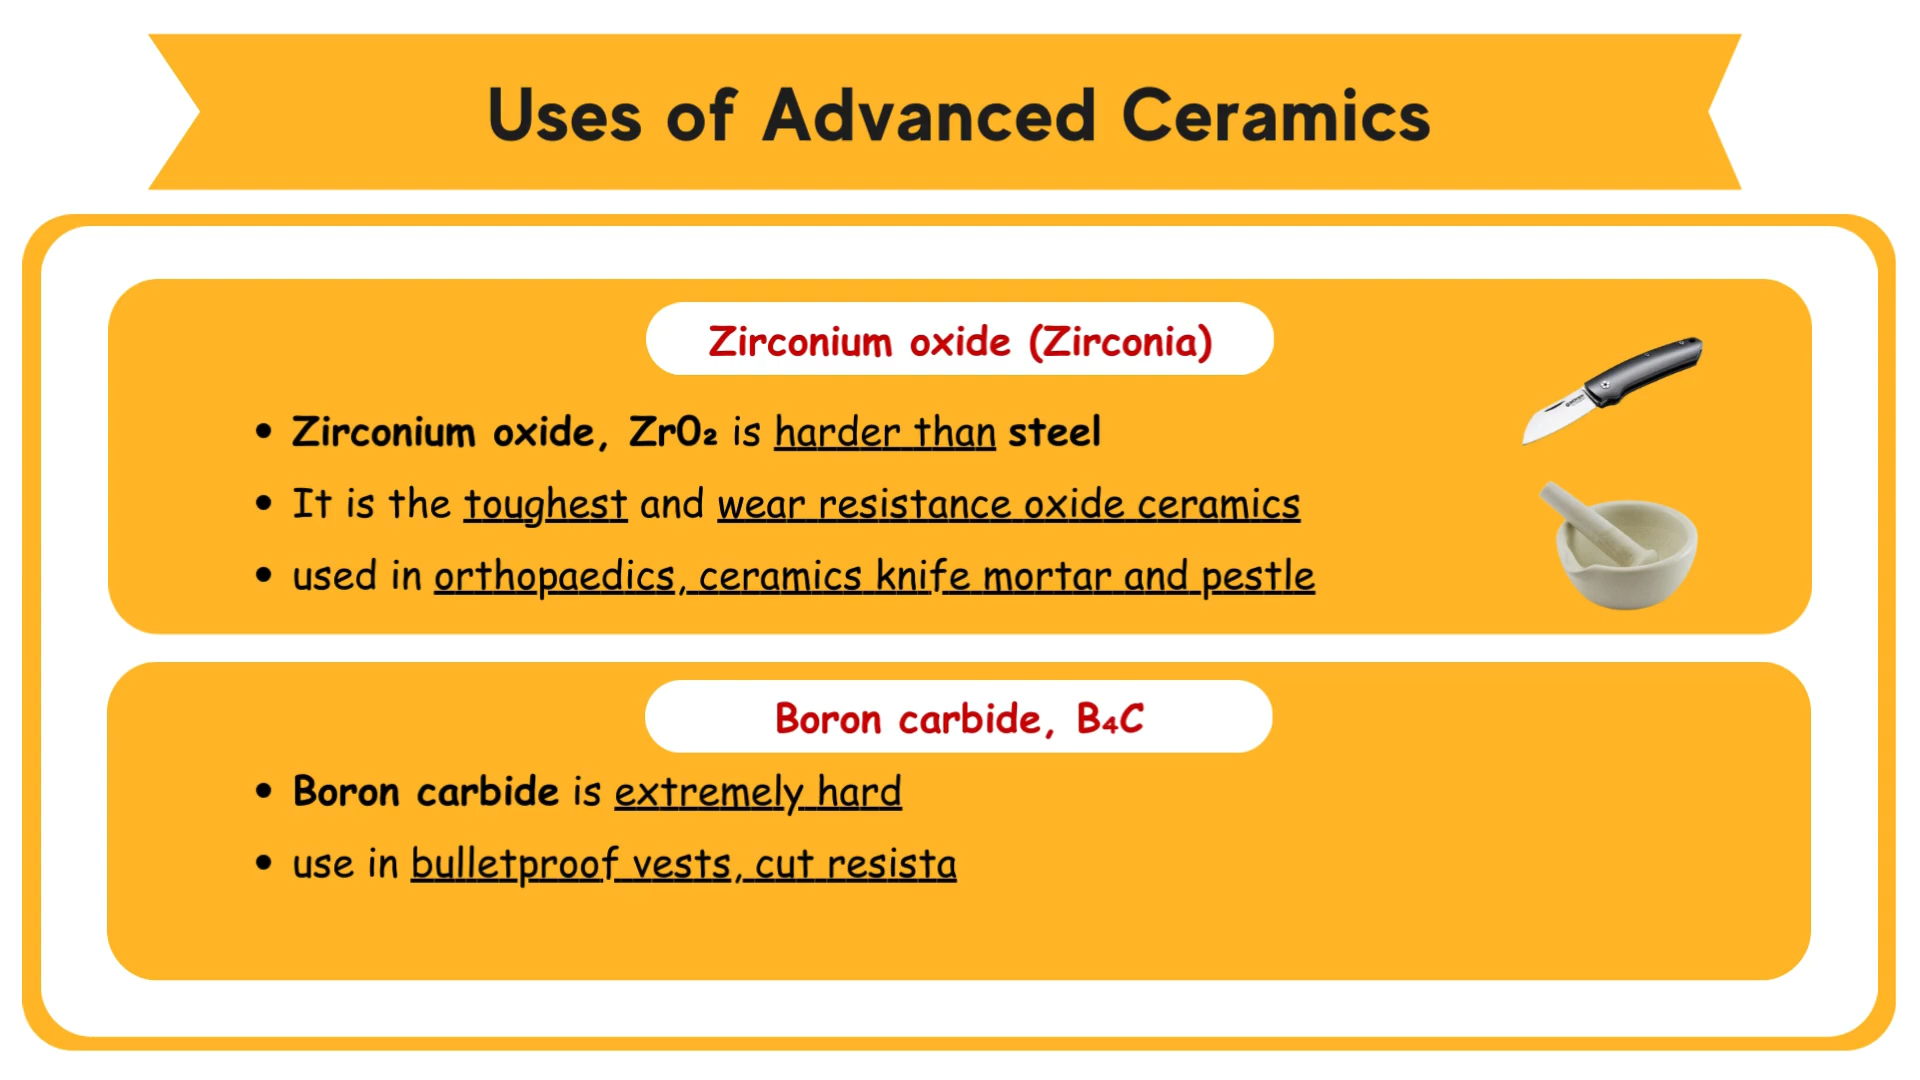 Uses of Advanced Ceramics
Zirconium oxide (Zirconia)
• Zirconium oxide, ZrO₂ is harder than steel
• It is the toughest and wear resistance oxide ceramics
• used in orthopaedics, ceramics knife mortar and pestle
Boron carbide, B₄C
• Boron carbide is extremely hard
• use in bulletproof vests, cut resista